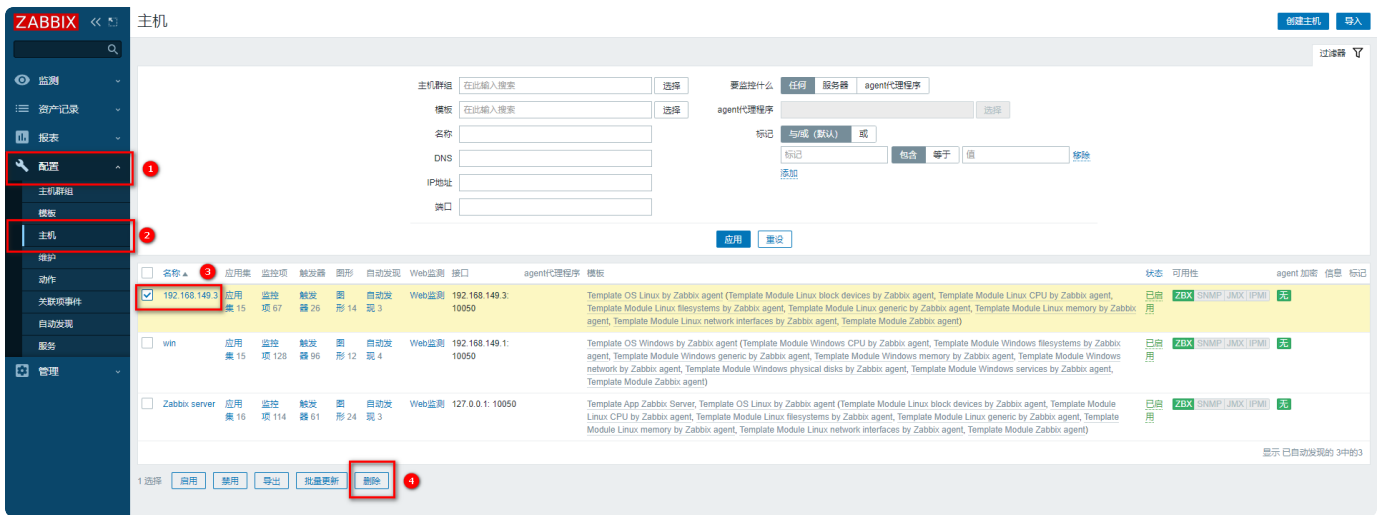 ZABBIX
主机
创建主机 导入
过滤器
监测
资产记录
报表
配置
1
主机群组
模板
主机
2
维护
动作
关联项事件
自动发现
服务
管理
主机群组 在此输入搜索 选择
模板 在此输入搜索 选择
名称
DNS
IP地址
端口
要监控什么 任何 服务器 agent代理程序
agent代理程序 选择
标记 与/或 (默认) 或
标记 包含 等于 值 移除
添加
应用 重设
名称 3 应用集 监控项 触发器 图形 自动发现 Web监测 接口 agent代理程序 模板 状态 可用性 agent 加密 信息 标记
192.168.149.3 应用集 15 监控项 67 触发器 26 图形 14 自动发现 3 Web监测 192.168.149.3: 10050
Template OS Linux by Zabbix agent (Template Module Linux block devices by Zabbix agent, Template Module Linux CPU by Zabbix agent,
Template Module Linux filesystems by Zabbix agent, Template Module Linux generic by Zabbix agent, Template Module Linux memory by Zabbix
agent, Template Module Linux network interfaces by Zabbix agent, Template Module Zabbix agent)
已启用 ZBX SNMP JMX IPMI 无
win 应用集 15 监控项 128 触发器 96 图形 12 自动发现 4 Web监测 192.168.149.1: 10050
Template OS Windows by Zabbix agent (Template Module Windows CPU by Zabbix agent, Template Module Windows filesystems by Zabbix
agent, Template Module Windows generic by Zabbix agent, Template Module Windows memory by Zabbix agent, Template Module Windows
network by Zabbix agent, Template Module Windows physical disks by Zabbix agent, Template Module Windows services by Zabbix agent,
Template Module Zabbix agent)
已启用 ZBX SNMP JMX IPMI 无
Zabbix server 应用集 16 监控项 114 触发器 61 图形 24 自动发现 3 Web监测 127.0.0.1: 10050
Template App Zabbix Server, Template OS Linux by Zabbix agent (Template Module Linux block devices by Zabbix agent, Template Module
Linux CPU by Zabbix agent, Template Module Linux filesystems by Zabbix agent, Template Module Linux generic by Zabbix agent, Template
Module Linux memory by Zabbix agent, Template Module Linux network interfaces by Zabbix agent, Template Module Zabbix agent)
已启用 ZBX SNMP JMX IPMI 无
显示 已自动发现的 3中的3
1 选择 启用 禁用 导出 批量更新 删除 4